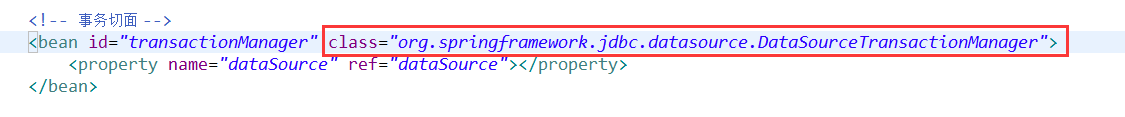 <!-- 事务切面 -->
<bean id="transactionManager" class="org.springframework.jdbc.datasource.DataSourceTransactionManager">
<property name="dataSource" ref="dataSource"></property>
</bean>